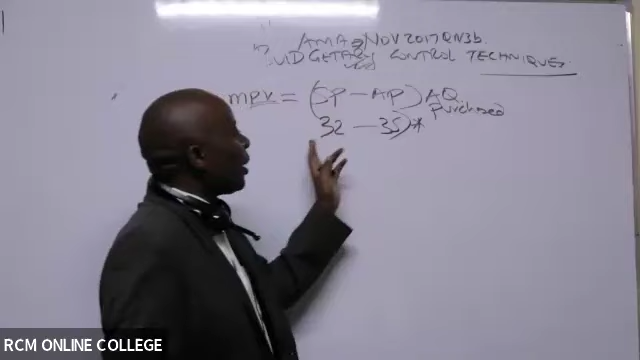 AMA NOV 2017 QN3b
BUDGETARY CONTROL TECHNIQUES
MPV = (SP - AP) AQ
Purchased
32 - 35)*
RCM ONLINE COLLEGE